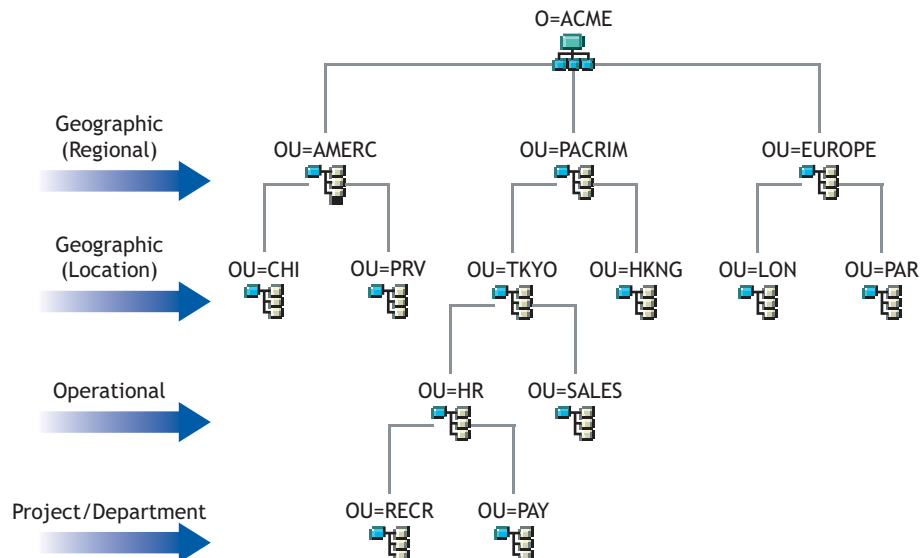 O=ACME
Geographic
(Regional)
OU=AMERC
OU=PACRIM
OU=EUROPE
Geographic
(Location)
OU=CHI
OU=PRV
OU=TKYO
OU=HKNG
OU=LON
OU=PAR
Operational
OU=HR
OU=SALES
Project/Department
OU=RECR
OU=PAY